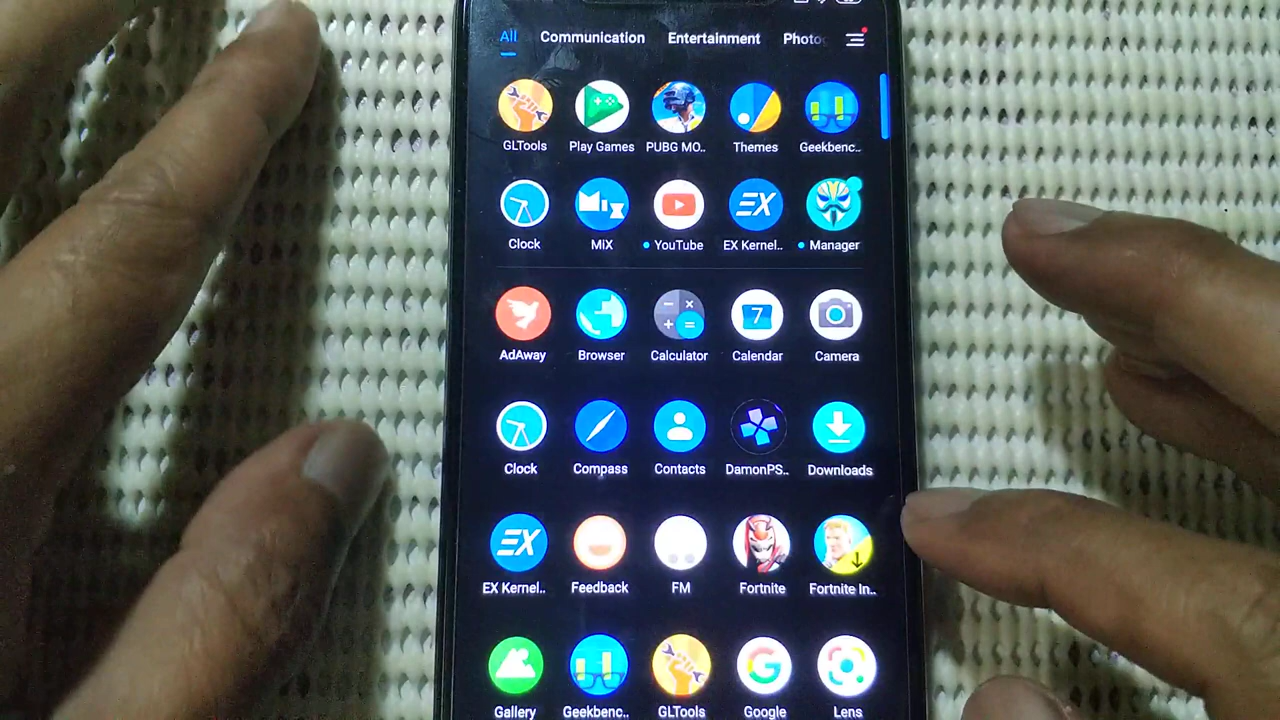 All Communication Entertainment Photo
GLTools Play Games PUBG MO.. Themes Geekbenc..
Clock MiX YouTube EX Kernel.. Manager
7
AdAway Browser Calculator Calendar Camera
Clock Compass Contacts DamonPS.. Downloads
EX
EX Kernel.. Feedback FM Fortnite Fortnite In..
Gallery Geekbenc.. GLTools Google Lens